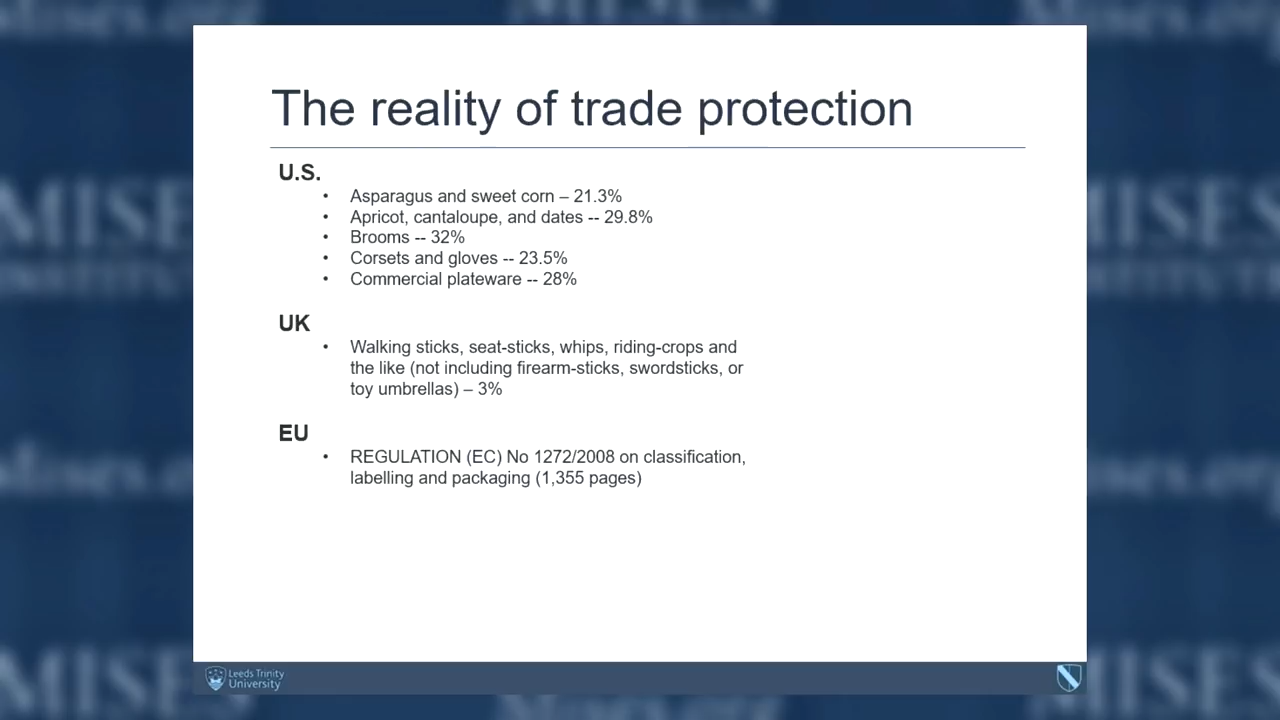 The reality of trade protection
U.S.
• Asparagus and sweet corn – 21.3%
• Apricot, cantaloupe, and dates -- 29.8%
• Brooms -- 32%
• Corsets and gloves -- 23.5%
• Commercial plateware -- 28%
UK
• Walking sticks, seat-sticks, whips, riding-crops and
the like (not including firearm-sticks, swordsticks, or
toy umbrellas) – 3%
EU
• REGULATION (EC) No 1272/2008 on classification,
labelling and packaging (1,355 pages)
Leeds Trinity
University